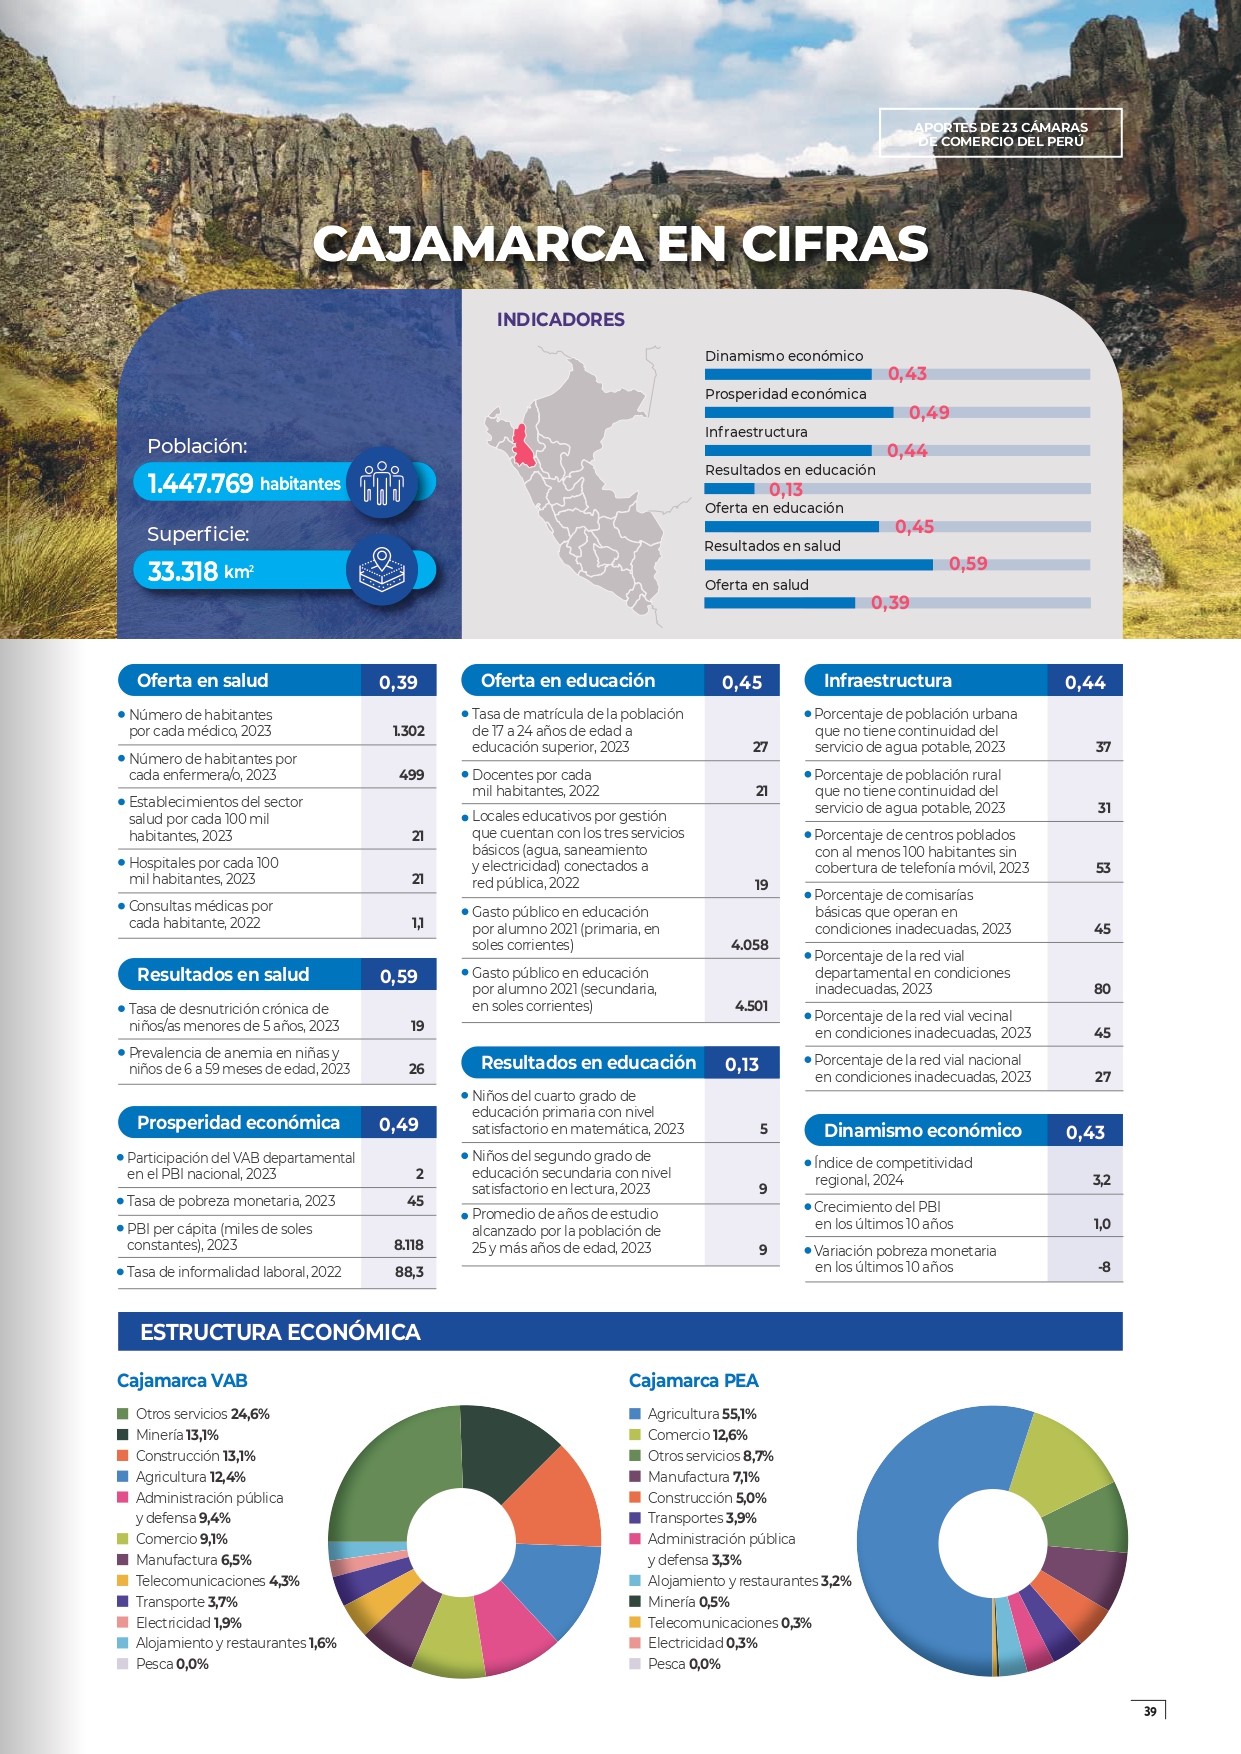 APORTES DE 23 CÁMARAS
DE COMERCIO DEL PERÚ
CAJAMARCA EN CIFRAS
Población:
1.447.769 habitantes
Superficie:
33.318 km²
INDICADORES
Dinamismo económico
0,43
Prosperidad económica
0,49
Infraestructura
0,44
Resultados en educación
0,13
Oferta en educación
0,45
Resultados en salud
0,59
Oferta en salud
0,39
Oferta en salud 0,39
Número de habitantes
por cada médico, 2023 1.302
Número de habitantes por
cada enfermera/o, 2023 499
Establecimientos del sector
salud por cada 100 mil
habitantes, 2023 21
Hospitales por cada 100
mil habitantes, 2023 21
Consultas médicas por
cada habitante, 2022 1,1
Resultados en salud 0,59
Tasa de desnutrición crónica de
niños/as menores de 5 años, 2023 19
Prevalencia de anemia en niñas y
niños de 6 a 59 meses de edad, 2023 26
Prosperidad económica 0,49
Participación del VAB departamental
en el PBI nacional, 2023 2
Tasa de pobreza monetaria, 2023 45
PBI per cápita (miles de soles
constantes), 2023 8.118
Tasa de informalidad laboral, 2022 88,3
Oferta en educación 0,45
Tasa de matrícula de la población
de 17 a 24 años de edad a
educación superior, 2023 27
Docentes por cada
mil habitantes, 2022 21
Locales educativos por gestión
que cuentan con los tres servicios
básicos (agua, saneamiento
y electricidad) conectados a
red pública, 2022 19
Gasto público en educación
por alumno 2021 (primaria, en
soles corrientes) 4.058
Gasto público en educación
por alumno 2021 (secundaria,
en soles corrientes) 4.501
Resultados en educación 0,13
Niños del cuarto grado de
educación primaria con nivel
satisfactorio en matemática, 2023 5
Niños del segundo grado de
educación secundaria con nivel
satisfactorio en lectura, 2023 9
Promedio de años de estudio
alcanzado por la población de
25 y más años de edad, 2023 9
Infraestructura 0,44
Porcentaje de población urbana
que no tiene continuidad del
servicio de agua potable, 2023 37
Porcentaje de población rural
que no tiene continuidad del
servicio de agua potable, 2023 31
Porcentaje de centros poblados
con al menos 100 habitantes sin
cobertura de telefonía móvil, 2023 53
Porcentaje de comisarías
básicas que operan en
condiciones inadecuadas, 2023 45
Porcentaje de la red vial
departamental en condiciones
inadecuadas, 2023 80
Porcentaje de la red vial vecinal
en condiciones inadecuadas, 2023 45
Porcentaje de la red vial nacional
en condiciones inadecuadas, 2023 27
Dinamismo económico 0,43
Índice de competitividad
regional, 2024 3,2
Crecimiento del PBI
en los últimos 10 años 1,0
Variación pobreza monetaria
en los últimos 10 años -8
ESTRUCTURA ECONÓMICA
Cajamarca VAB
Otros servicios 24,6%
Minería 13,1%
Construcción 13,1%
Agricultura 12,4%
Administración pública
y defensa 9,4%
Comercio 9,1%
Manufactura 6,5%
Telecomunicaciones 4,3%
Transporte 3,7%
Electricidad 1,9%
Alojamiento y restaurantes 1,6%
Pesca 0,0%
Cajamarca PEA
Agricultura 55,1%
Comercio 12,6%
Otros servicios 8,7%
Manufactura 7,1%
Construcción 5,0%
Transportes 3,9%
Administración pública
y defensa 3,3%
Alojamiento y restaurantes 3,2%
Minería 0,5%
Telecomunicaciones 0,3%
Electricidad 0,3%
Pesca 0,0%
39